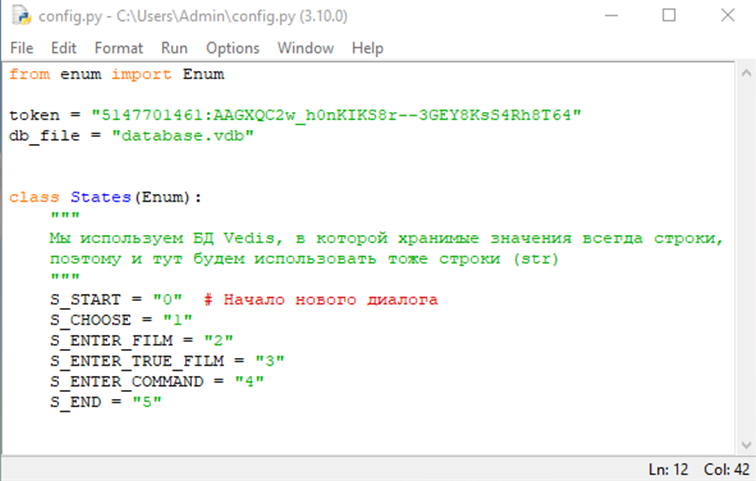 config.py - C:\Users\Admin\config.py (3.10.0)
File Edit Format Run Options Window Help
from enum import Enum
token = "5147701461:AAGXQC2w_h0nKIKS8r--3GEY8KsS4Rh8T64"
db_file = "database.vdb"
class States(Enum):
"""
Мы используем БД Vedis, в которой хранимые значения всегда строки,
поэтому и тут будем использовать тоже строки (str)
"""
S_START = "0" # Начало нового диалога
S_CHOOSE = "1"
S_ENTER_FILM = "2"
S_ENTER_TRUE_FILM = "3"
S_ENTER_COMMAND = "4"
S_END = "5"
Ln: 12 Col: 42